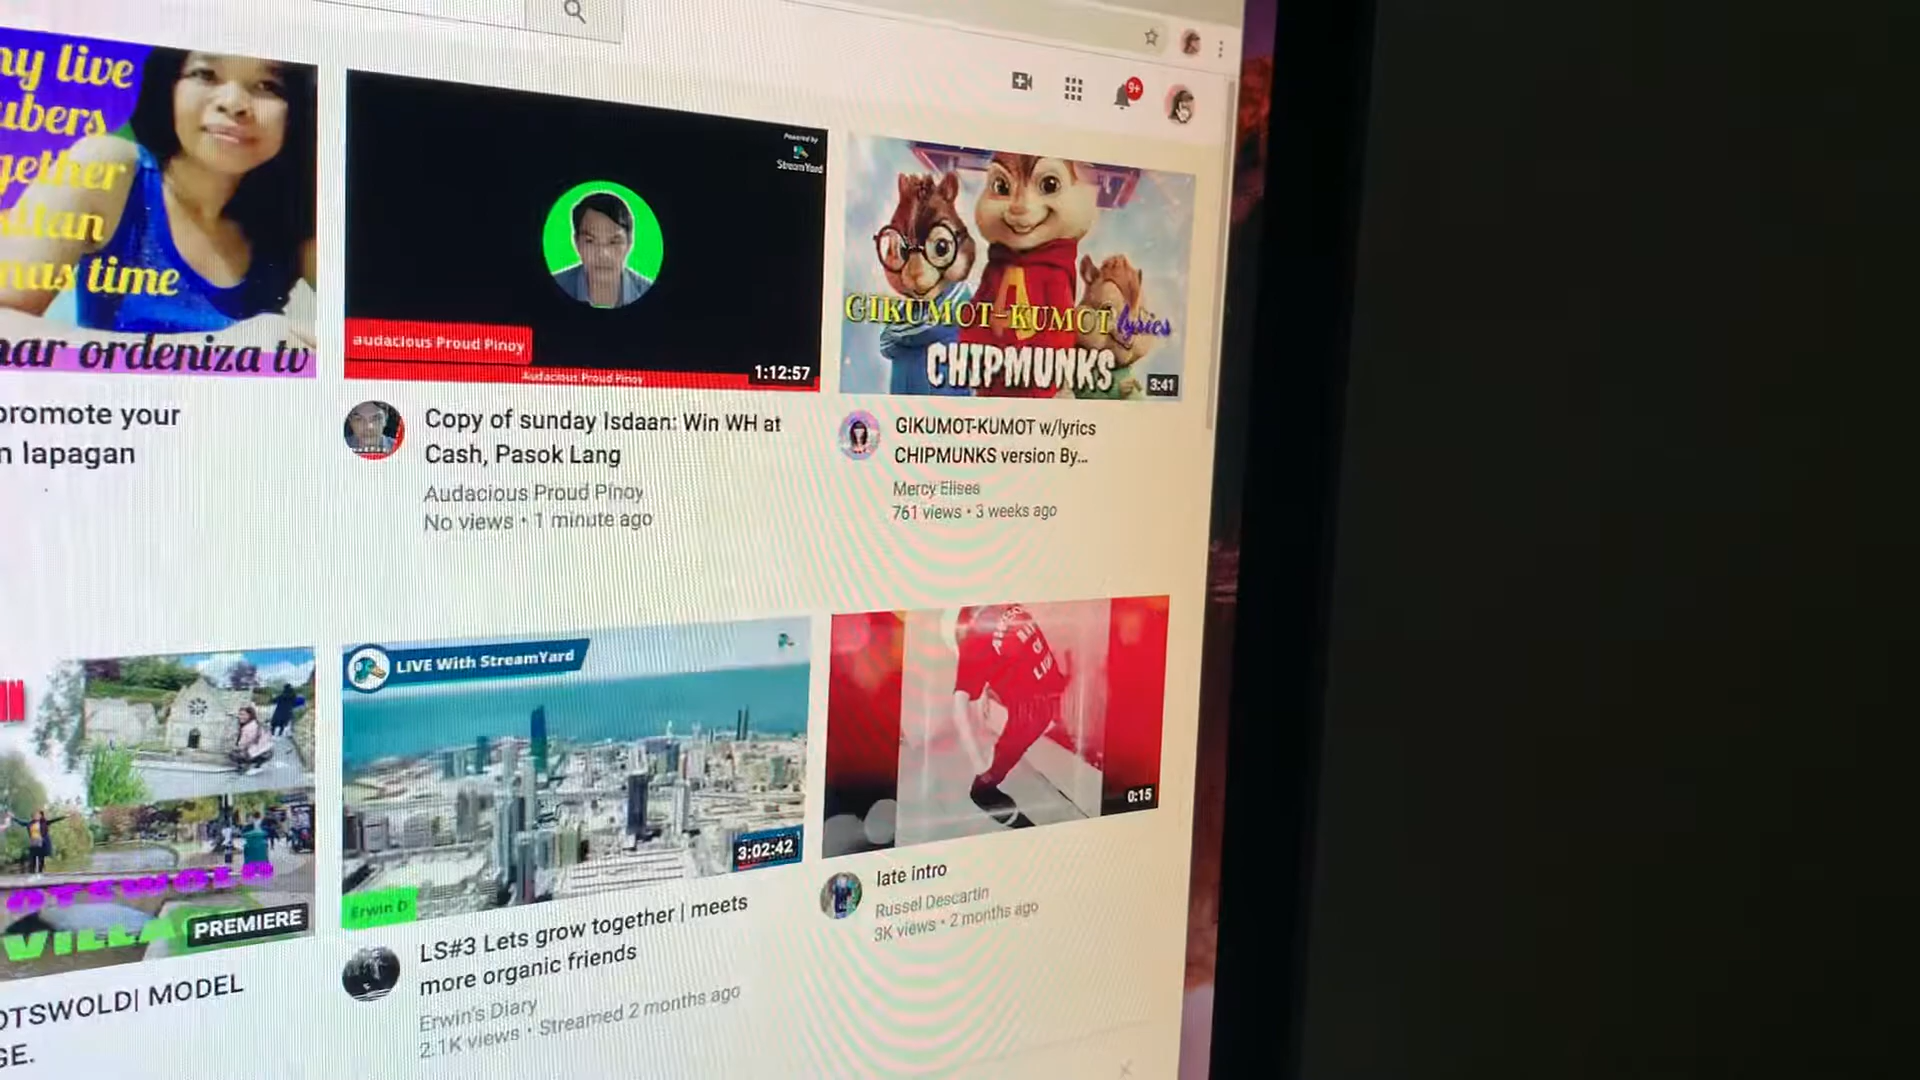 9+
ny live
ubers
gether
tian
mas time
ar ordeniza tv
promote your
n lapagan
Powered by
StreamYard
audacious Proud Pinoy
Audacious Proud Pinoy
1:12:57
Copy of sunday Isdaan: Win WH at
Cash, Pasok Lang
Audacious Proud Pinoy
No views • 1 minute ago
A
GIKUMOT-KUMOT lyrics
CHIPMUNKS
3:41
GIKUMOT-KUMOT w/lyrics
CHIPMUNKS version By...
Mercy Elises
761 views • 3 weeks ago
OTSWOLD
VILLA
PREMIERE
OTSWOLD| MODEL
GE.
LIVE With StreamYard
3:02:42
Erwin D
LS#3 Lets grow together | meets
more organic friends
Erwin's Diary
2.1K views • Streamed 2 months ago
0:15
late intro
Russel Descartin
3K views • 2 months ago